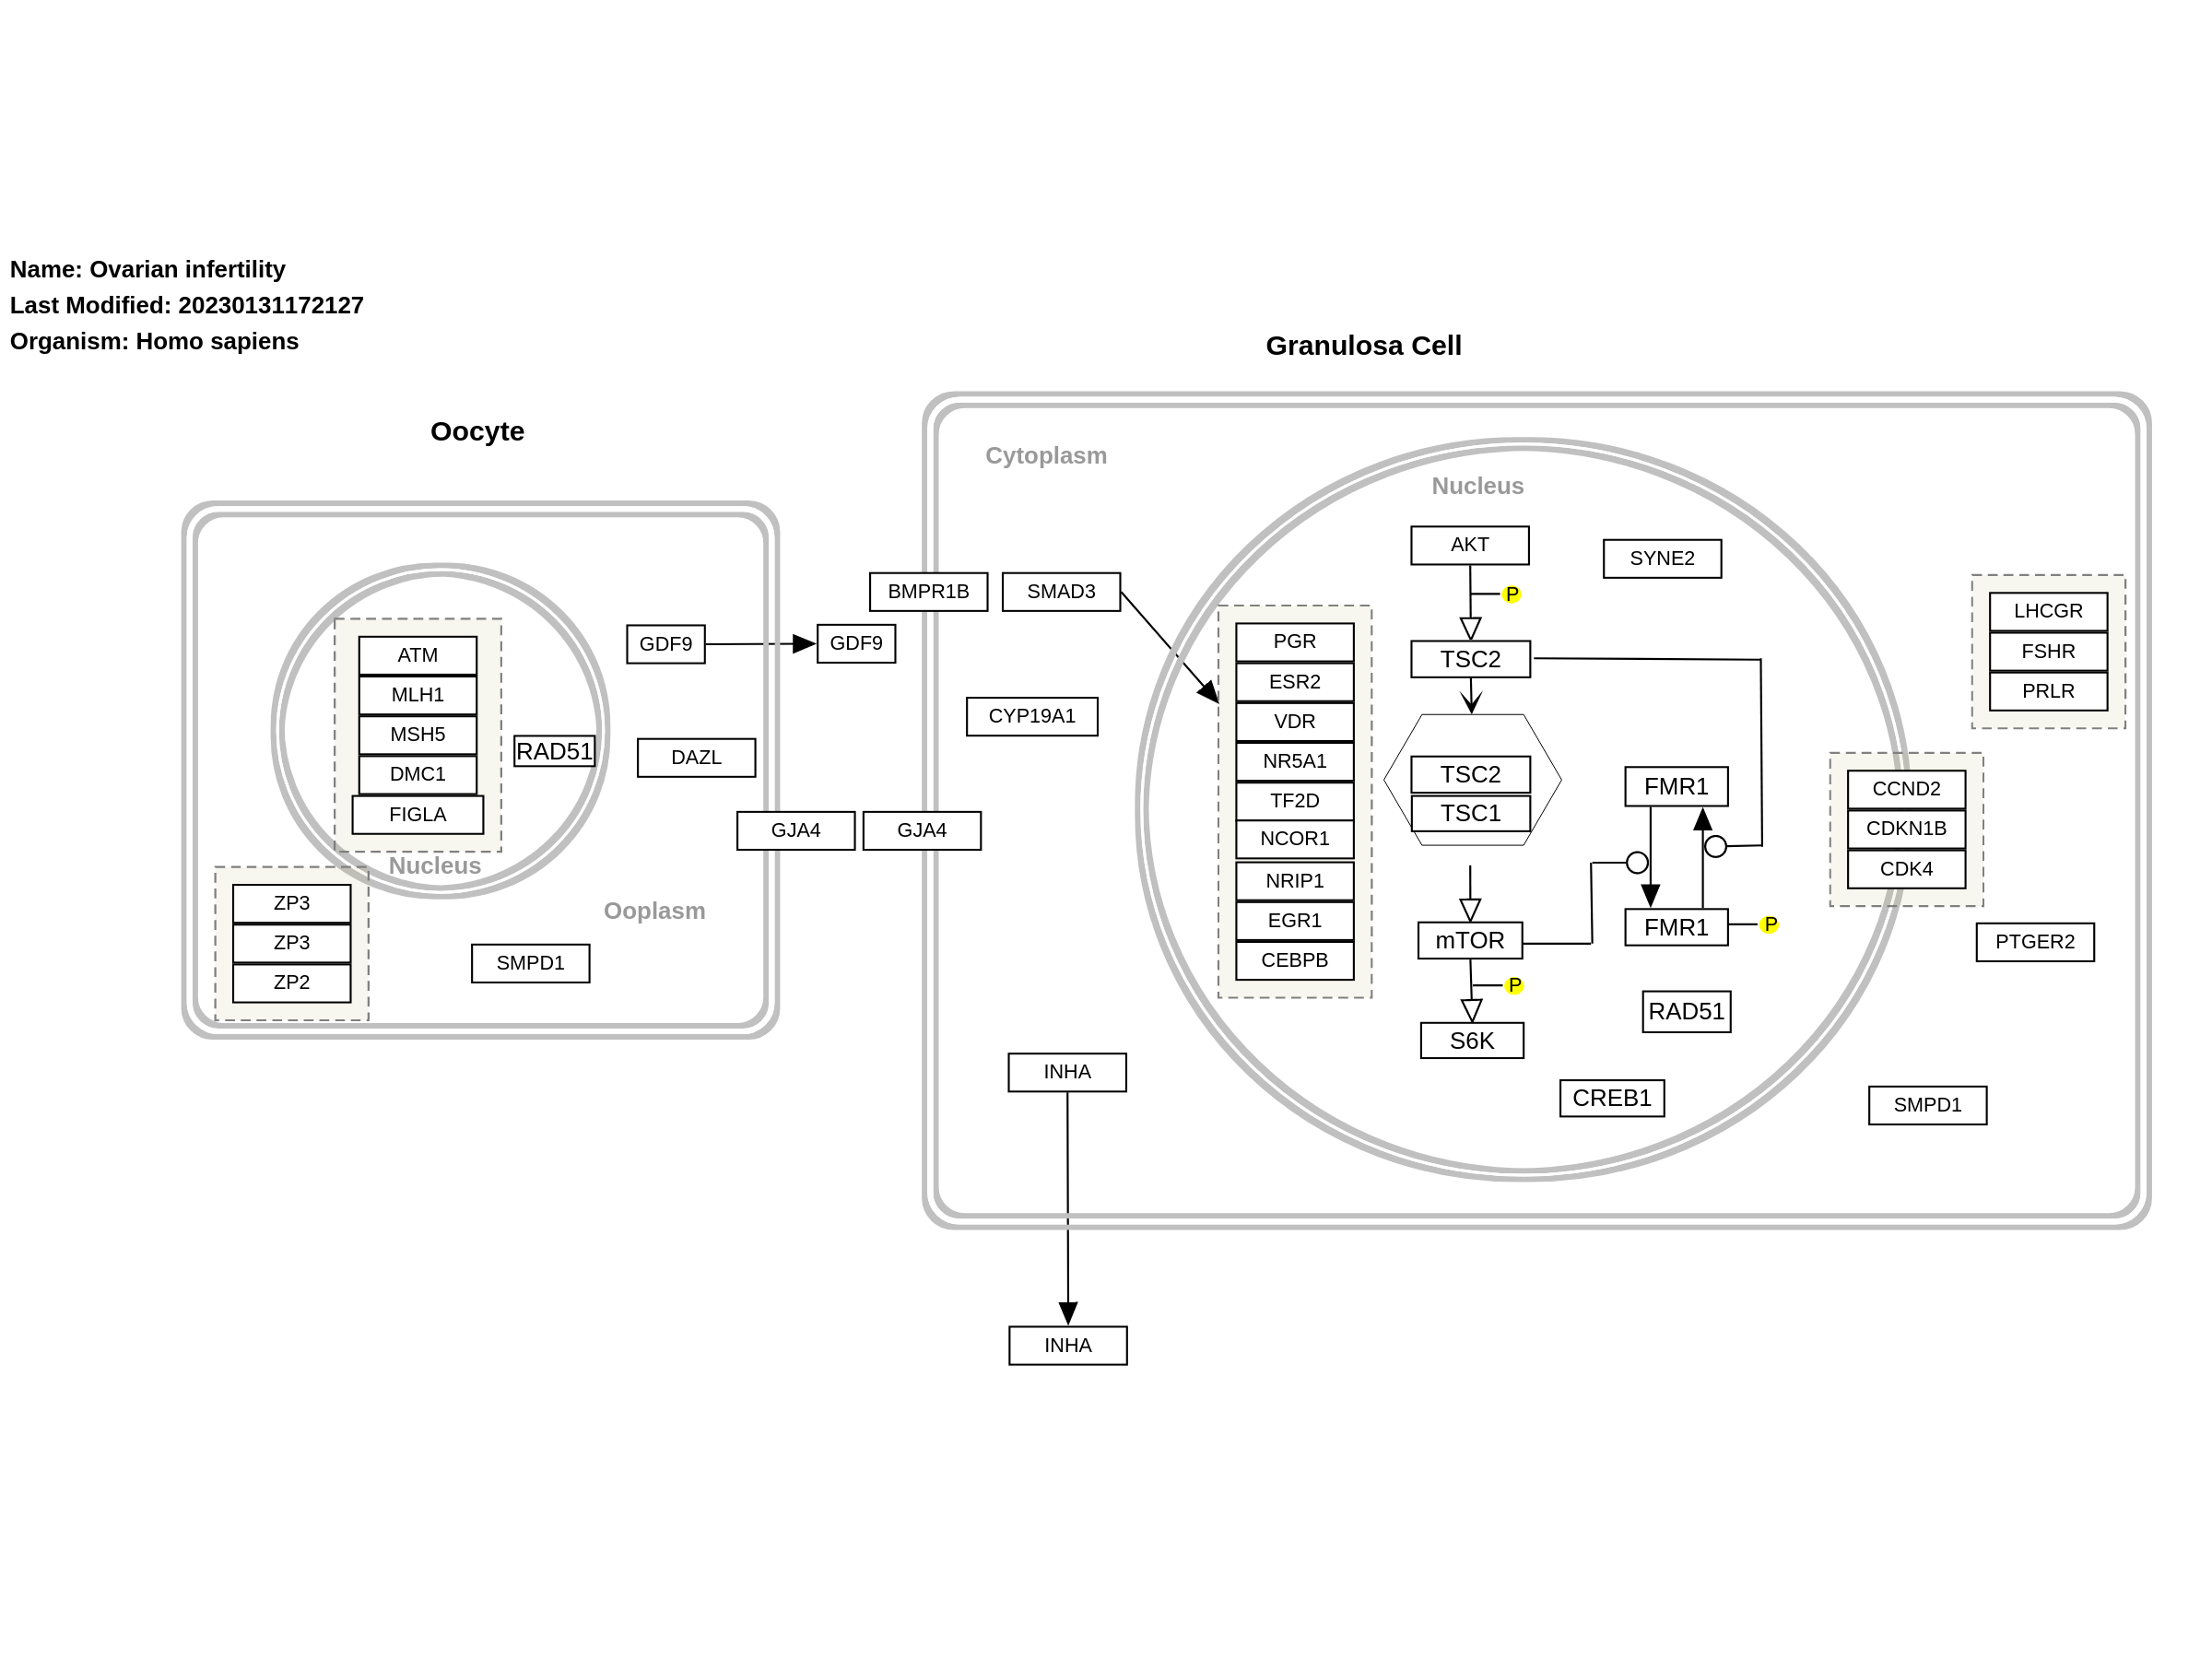 Name: Ovarian infertility
Last Modified: 20230131172127
Organism: Homo sapiens
Oocyte
ATM
MLH1
MSH5
DMC1
FIGLA
RAD51
Nucleus
GDF9
GDF9
DAZL
GJA4
GJA4
Ooplasm
ZP3
ZP3
ZP2
SMPD1
Granulosa Cell
Cytoplasm
Nucleus
BMPR1B
SMAD3
CYP19A1
PGR
ESR2
VDR
NR5A1
TF2D
NCOR1
NRIP1
EGR1
CEBPB
AKT
P
TSC2
TSC2
TSC1
mTOR
P
S6K
SYNE2
FMR1
FMR1
P
RAD51
CREB1
LHCGR
FSHR
PRLR
CCND2
CDKN1B
CDK4
PTGER2
SMPD1
INHA
INHA